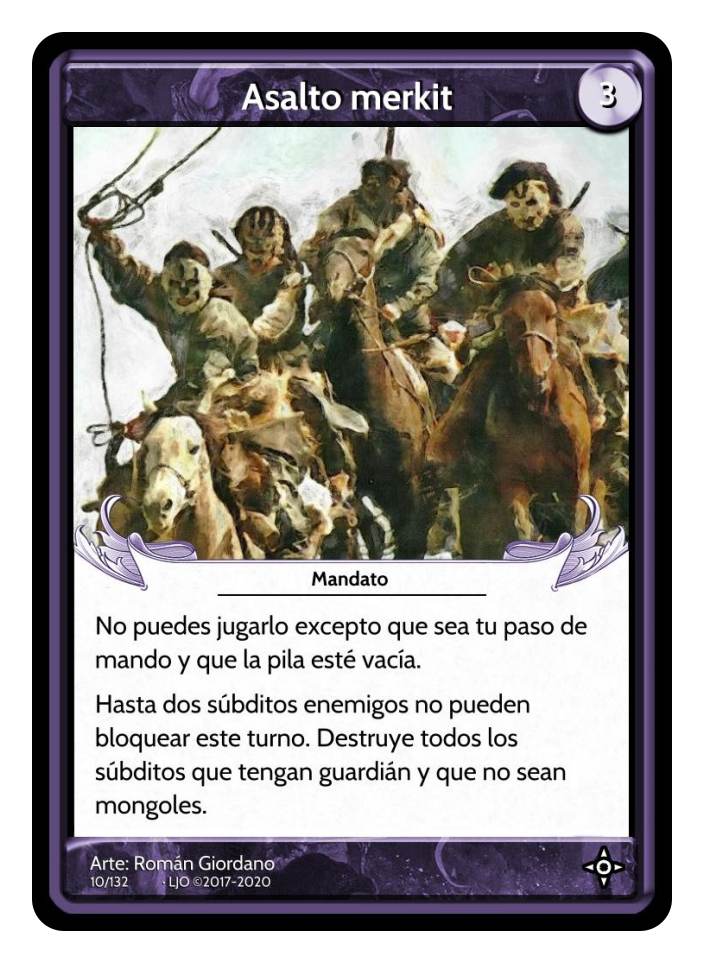 Asalto merkit
3
Mandato
No puedes jugarlo excepto que sea tu paso de
mando y que la pila esté vacía.
Hasta dos súbditos enemigos no pueden
bloquear este turno. Destruye todos los
súbditos que tengan guardián y que no sean
mongoles.
Arte: Román Giordano
10/132 · LJO ©2017-2020